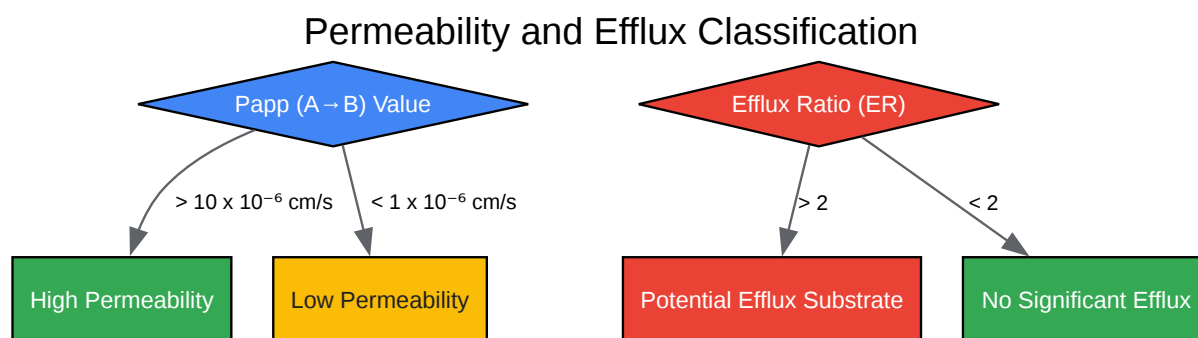 Permeability and Efflux Classification
Papp (A→B) Value
Efflux Ratio (ER)
> 10 x 10⁻⁶ cm/s
< 1 x 10⁻⁶ cm/s
> 2
< 2
High Permeability
Low Permeability
Potential Efflux Substrate
No Significant Efflux